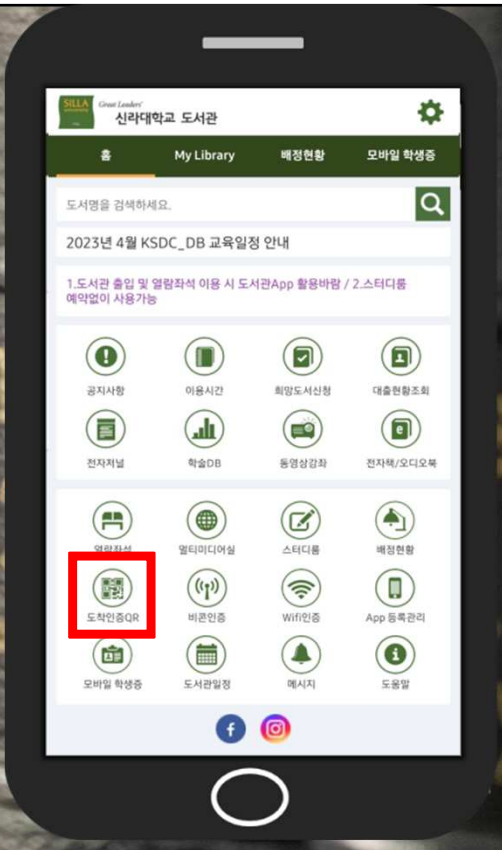 SILLA
Great Leaders'
신라대학교 도서관
홈 My Library 배정현황 모바일 학생증
도서명을 검색하세요.
2023년 4월 KSDC_DB 교육일정 안내
1.도서관 출입 및 열람좌석 이용 시 도서관App 활용바람 / 2.스터디룸
예약없이 사용가능
공지사항 이용시간 희망도서신청 대출현황조회
전자저널 학술DB 동영상강좌 전자책/오디오북
열람좌석 멀티미디어실 스터디룸 배정현황
도착인증QR 비콘인증 Wifi인증 App 등록관리
모바일 학생증 도서관일정 메시지 도움말